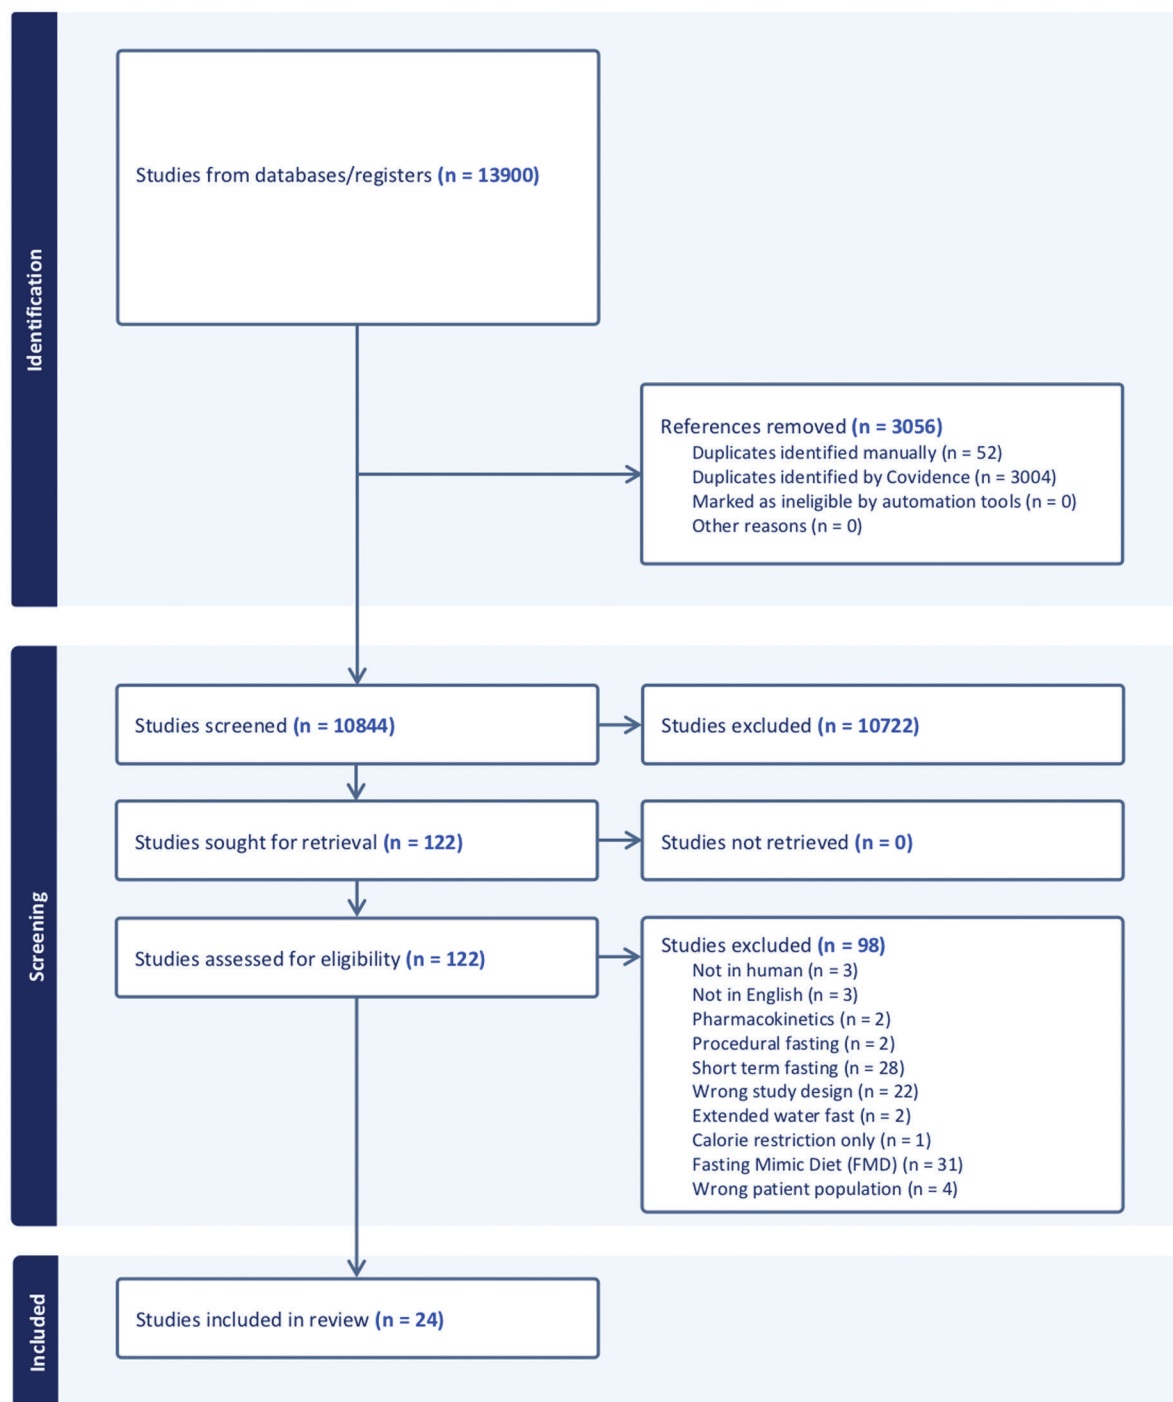 Identification
Studies from databases/registers (n = 13900)
References removed (n = 3056)
Duplicates identified manually (n = 52)
Duplicates identified by Covidence (n = 3004)
Marked as ineligible by automation tools (n = 0)
Other reasons (n = 0)
Screening
Studies screened (n = 10844)
Studies excluded (n = 10722)
Studies sought for retrieval (n = 122)
Studies not retrieved (n = 0)
Studies assessed for eligibility (n = 122)
Studies excluded (n = 98)
Not in human (n = 3)
Not in English (n = 3)
Pharmacokinetics (n = 2)
Procedural fasting (n = 2)
Short term fasting (n = 28)
Wrong study design (n = 22)
Extended water fast (n = 2)
Calorie restriction only (n = 1)
Fasting Mimic Diet (FMD) (n = 31)
Wrong patient population (n = 4)
Included
Studies included in review (n = 24)